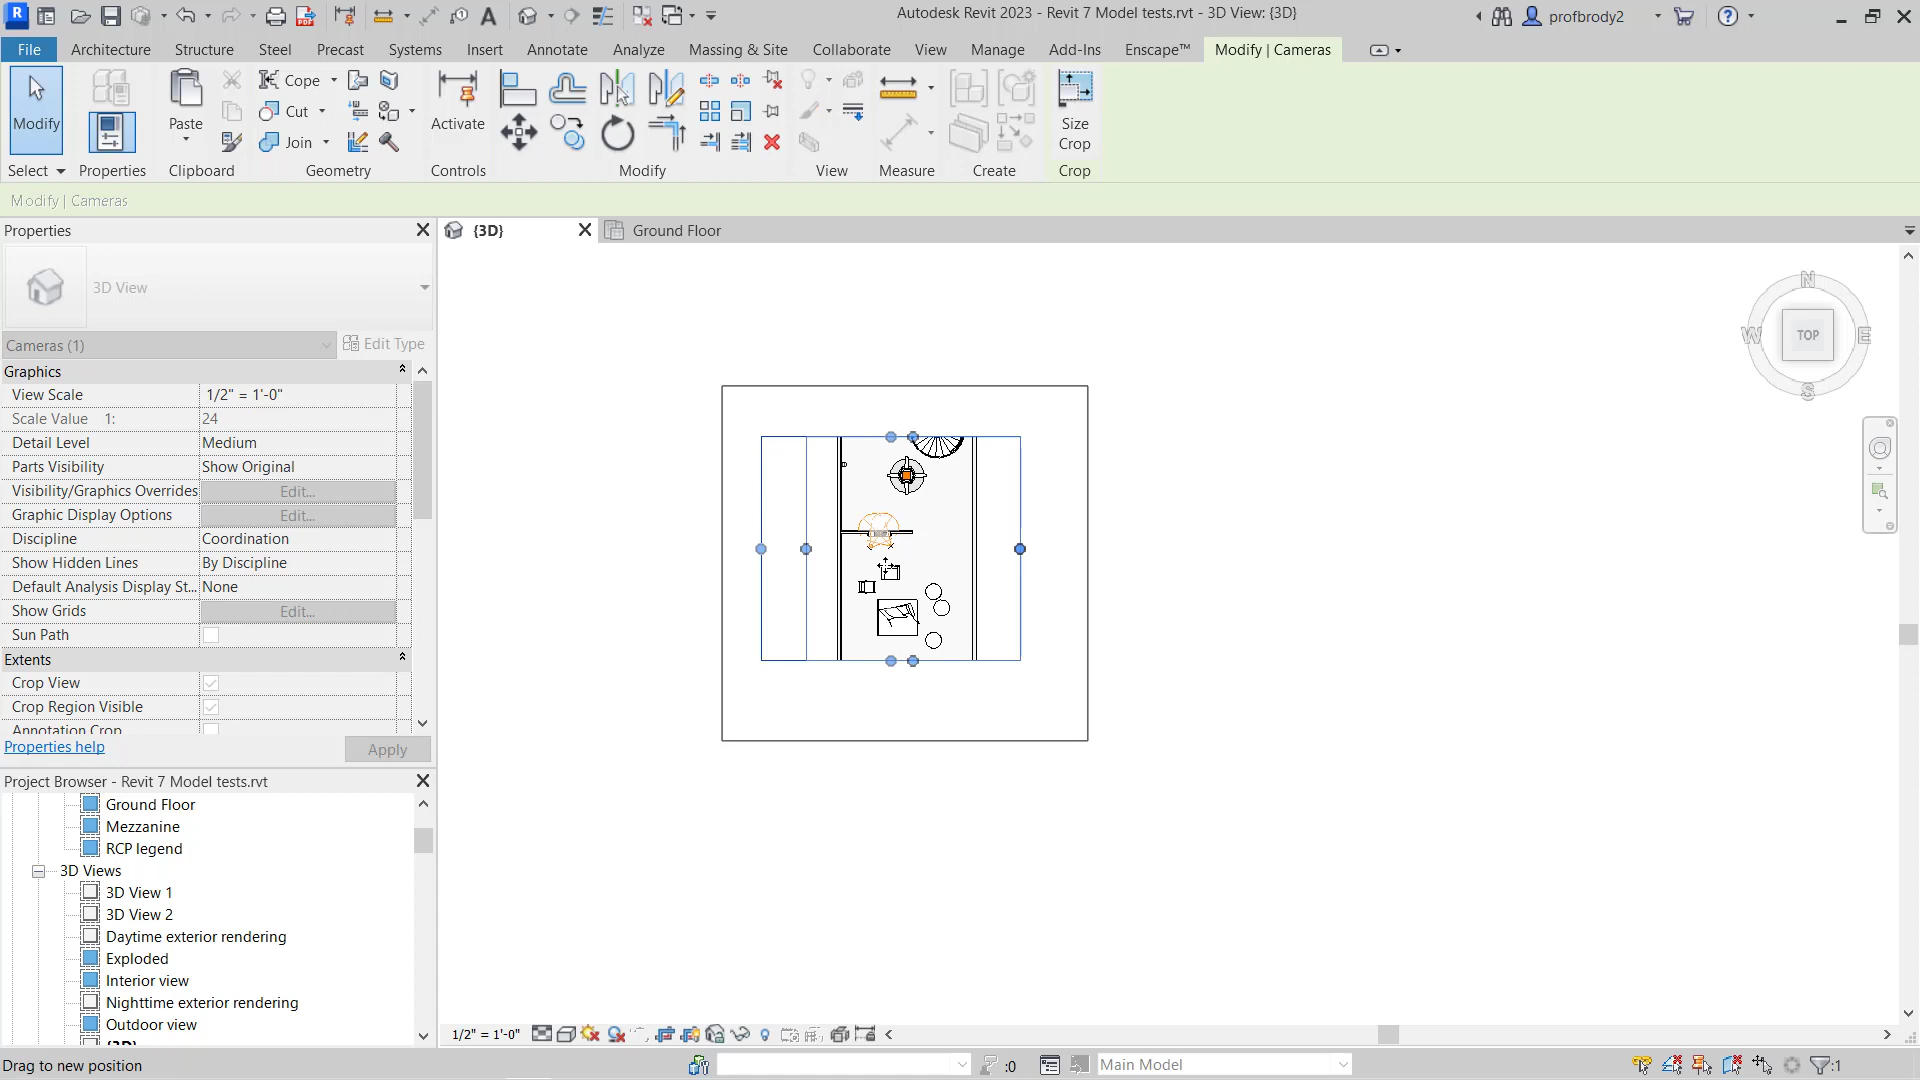 Autodesk Revit 2023 - Revit 7 Model tests.rvt - 3D View: {3D}
profbrody2
File
Architecture
Structure
Steel
Precast
Systems
Insert
Annotate
Analyze
Massing & Site
Collaborate
View
Manage
Add-Ins
Enscape™
Modify | Cameras
Modify
Paste
Cope
Cut
Join
Activate
Size
Crop
Select
Properties
Clipboard
Geometry
Controls
Modify
View
Measure
Create
Crop
Modify | Cameras
Properties
3D View
Cameras (1)
Edit Type
Graphics
View Scale 1/2" = 1'-0"
Scale Value 1: 24
Detail Level Medium
Parts Visibility Show Original
Visibility/Graphics Overrides Edit...
Graphic Display Options Edit...
Discipline Coordination
Show Hidden Lines By Discipline
Default Analysis Display St... None
Show Grids Edit...
Sun Path
Extents
Crop View
Crop Region Visible
Annotation Crop
Properties help
Apply
Project Browser - Revit 7 Model tests.rvt
Ground Floor
Mezzanine
RCP legend
3D Views
3D View 1
3D View 2
Daytime exterior rendering
Exploded
Interior view
Nighttime exterior rendering
Outdoor view
{3D}
{3D}
Ground Floor
N
W
TOP
E
S
1/2" = 1'-0"
Drag to new position
:0
Main Model
:1